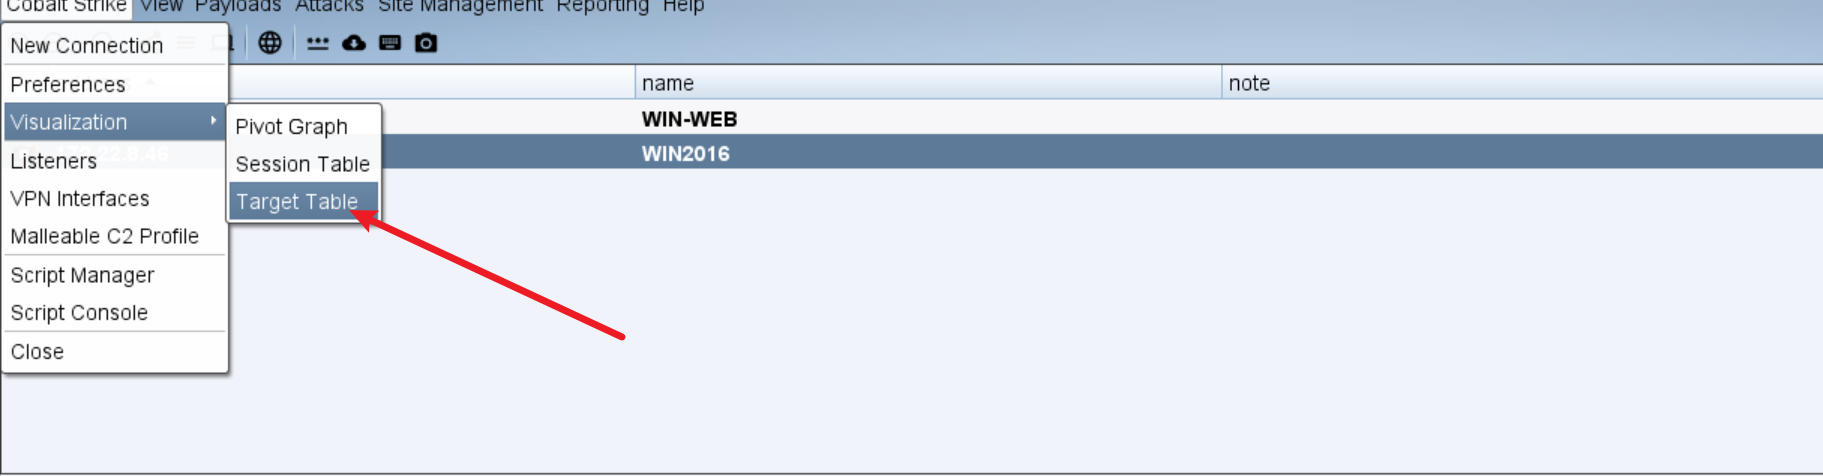 Cobalt Strike View Payloads Attacks Site Management Reporting Help
New Connection
Preferences
name note
Visualization
Pivot Graph
WIN-WEB
Listeners
Session Table
WIN2016
VPN Interfaces
Target Table
Malleable C2 Profile
Script Manager
Script Console
Close